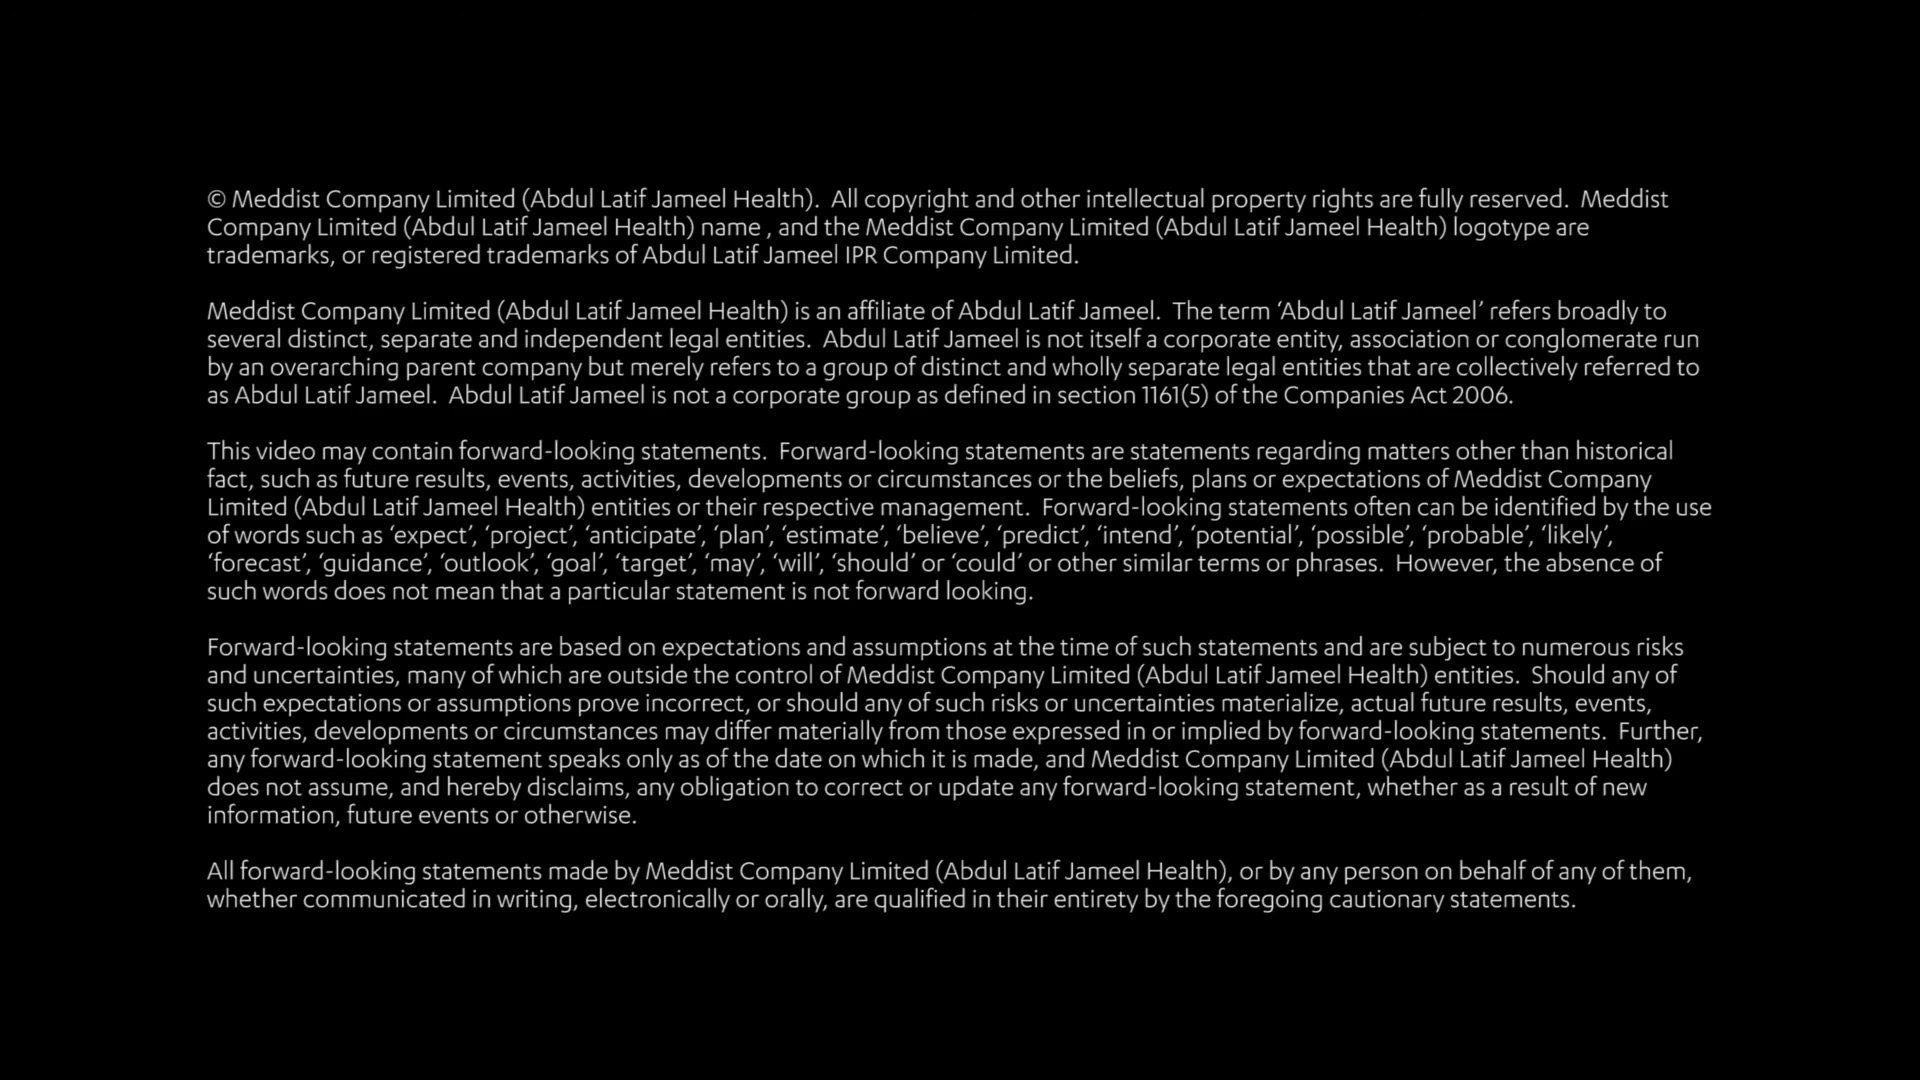 © Meddist Company Limited (Abdul Latif Jameel Health).  All copyright and other intellectual property rights are fully reserved.  Meddist
Company Limited (Abdul Latif Jameel Health) name , and the Meddist Company Limited (Abdul Latif Jameel Health) logotype are
trademarks, or registered trademarks of Abdul Latif Jameel IPR Company Limited.
Meddist Company Limited (Abdul Latif Jameel Health) is an affiliate of Abdul Latif Jameel.  The term ‘Abdul Latif Jameel’ refers broadly to
several distinct, separate and independent legal entities.  Abdul Latif Jameel is not itself a corporate entity, association or conglomerate run
by an overarching parent company but merely refers to a group of distinct and wholly separate legal entities that are collectively referred to
as Abdul Latif Jameel.  Abdul Latif Jameel is not a corporate group as defined in section 1161(5) of the Companies Act 2006.
This video may contain forward-looking statements.  Forward-looking statements are statements regarding matters other than historical
fact, such as future results, events, activities, developments or circumstances or the beliefs, plans or expectations of Meddist Company
Limited (Abdul Latif Jameel Health) entities or their respective management.  Forward-looking statements often can be identified by the use
of words such as ‘expect’, ‘project’, ‘anticipate’, ‘plan’, ‘estimate’, ‘believe’, ‘predict’, ‘intend’, ‘potential’, ‘possible’, ‘probable’, ‘likely’,
‘forecast’, ‘guidance’, ‘outlook’, ‘goal’, ‘target’, ‘may’, ‘will’, ‘should’ or ‘could’ or other similar terms or phrases.  However, the absence of
such words does not mean that a particular statement is not forward looking.
Forward-looking statements are based on expectations and assumptions at the time of such statements and are subject to numerous risks
and uncertainties, many of which are outside the control of Meddist Company Limited (Abdul Latif Jameel Health) entities.  Should any of
such expectations or assumptions prove incorrect, or should any of such risks or uncertainties materialize, actual future results, events,
activities, developments or circumstances may differ materially from those expressed in or implied by forward-looking statements.  Further,
any forward-looking statement speaks only as of the date on which it is made, and Meddist Company Limited (Abdul Latif Jameel Health)
does not assume, and hereby disclaims, any obligation to correct or update any forward-looking statement, whether as a result of new
information, future events or otherwise.
All forward-looking statements made by Meddist Company Limited (Abdul Latif Jameel Health), or by any person on behalf of any of them,
whether communicated in writing, electronically or orally, are qualified in their entirety by the foregoing cautionary statements.